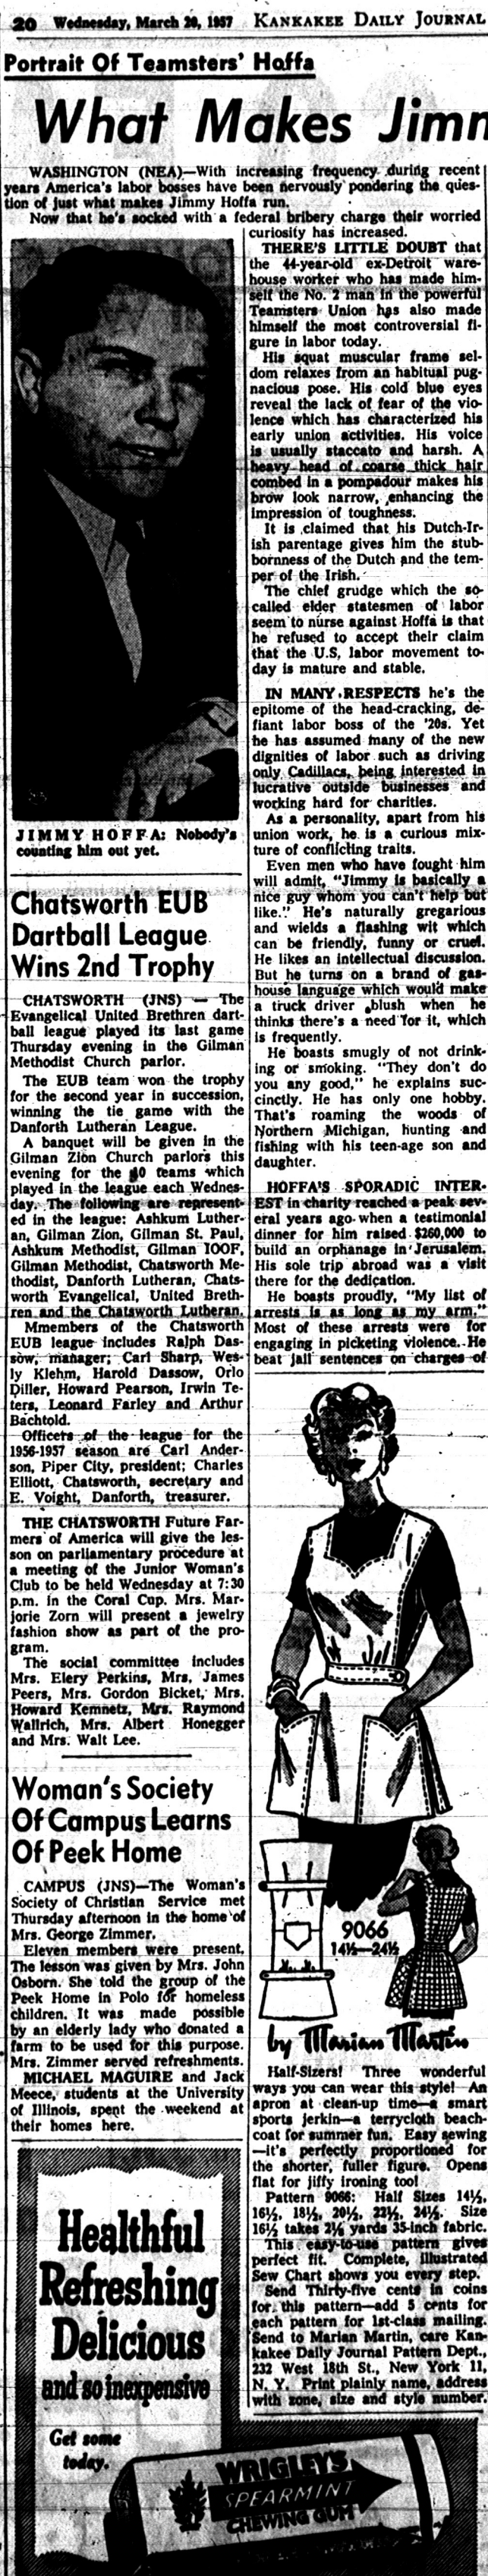 20 Wednesday, March 20, 1957 KANKAKEE DAILY JOURNAL
Portrait Of Teamsters' Hoffa
What Makes Jimm
WASHINGTON (NEA)—With increasing frequency during recent
years America's labor bosses have been nervously pondering the ques-
tion of just what makes Jimmy Hoffa run.
Now that he's socked with a federal bribery charge their worried
curiosity has increased.
THERE'S LITTLE DOUBT that
the 44-year-old ex-Detroit ware-
house worker who has made him-
self the No. 2 man in the powerful
Teamsters Union has also made
himself the most controversial fi-
gure in labor today.
His squat muscular frame sel-
dom relaxes from an habitual pug-
nacious pose. His cold blue eyes
reveal the lack of fear of the vio-
lence which has characterized his
early union activities. His voice
is usually staccato and harsh. A
heavy head of coarse thick hair
combed in a pompadour makes his
brow look narrow, enhancing the
impression of toughness.
It is claimed that his Dutch-Ir-
ish parentage gives him the stub-
bornness of the Dutch and the tem-
per of the Irish.
The chief grudge which the so-
called elder statesmen of labor
seem to nurse against Hoffa is that
he refused to accept their claim
that the U.S. labor movement to-
day is mature and stable.
IN MANY RESPECTS he's the
epitome of the head-cracking, de-
fiant labor boss of the '20s. Yet
he has assumed many of the new
dignities of labor such as driving
only Cadillacs, being interested in
lucrative outside businesses and
working hard for charities.
As a personality, apart from his
union work, he is a curious mix-
ture of conflicting traits.
Even men who have fought him
will admit, "Jimmy is basically a
nice guy whom you can't help but
like." He's naturally gregarious
and wields a flashing wit which
can be friendly, funny or cruel.
He likes an intellectual discussion.
But he turns on a brand of gas-
house language which would make
a truck driver blush when he
thinks there's a need for it, which
is frequently.
He boasts smugly of not drink-
ing or smoking. "They don't do
you any good," he explains suc-
cinctly. He has only one hobby.
That's roaming the woods of
Northern Michigan, hunting and
fishing with his teen-age son and
daughter.
HOFFA'S SPORADIC INTER-
EST in charity reached a peak sev-
eral years ago when a testimonial
dinner for him raised $260,000 to
build an orphanage in Jerusalem.
His sole trip abroad was a visit
there for the dedication.
He boasts proudly, "My list of
arrests is as long as my arm."
Most of these arrests were for
engaging in picketing violence. He
beat jail sentences on charges of
JIMMY HOFFA: Nobody's
counting him out yet.
Chatsworth EUB
Dartball League
Wins 2nd Trophy
CHATSWORTH (JNS) — The
Evangelical United Brethren dart-
ball league played its last game
Thursday evening in the Gilman
Methodist Church parlor.
The EUB team won the trophy
for the second year in succession,
winning the tie game with the
Danforth Lutheran League.
A banquet will be given in the
Gilman Zion Church parlors this
evening for the 10 teams which
played in the league each Wednes-
day. The following are represent-
ed in the league: Ashkum Luther-
an, Gilman Zion, Gilman St. Paul,
Ashkum Methodist, Gilman IOOF,
Gilman Methodist, Chatsworth Me-
thodist, Danforth Lutheran, Chats-
worth Evangelical, United Breth-
ren and the Chatsworth Lutheran.
Mmembers of the Chatsworth
EUB league includes Ralph Das-
sow, manager; Carl Sharp, Wes-
ly Klehm, Harold Dassow, Orlo
Diller, Howard Pearson, Irwin Te-
ters, Leonard Farley and Arthur
Bachtold.
Officers of the league for the
1956-1957 season are Carl Ander-
son, Piper City, president; Charles
Elliott, Chatsworth, secretary and
E. Voight, Danforth, treasurer.
THE CHATSWORTH Future Far-
mers of America will give the les-
son on parliamentary procedure at
a meeting of the Junior Woman's
Club to be held Wednesday at 7:30
p.m. in the Coral Cup. Mrs. Mar-
jorie Zorn will present a jewelry
fashion show as part of the pro-
gram.
The social committee includes
Mrs. Elery Perkins, Mrs. James
Peers, Mrs. Gordon Bicket, Mrs.
Howard Kemnetz, Mrs. Raymond
Wallrich, Mrs. Albert Honegger
and Mrs. Walt Lee.
Woman's Society
Of Campus Learns
Of Peek Home
CAMPUS (JNS)—The Woman's
Society of Christian Service met
Thursday afternoon in the home of
Mrs. George Zimmer.
Eleven members were present.
The lesson was given by Mrs. John
Osborn. She told the group of the
Peek Home in Polo for homeless
children. It was made possible
by an elderly lady who donated a
farm to be used for this purpose.
Mrs. Zimmer served refreshments.
MICHAEL MAGUIRE and Jack
Meece, students at the University
of Illinois, spent the weekend at
their homes here.
9066
14½—24½
by Marian Martin
Half-Sizers! Three wonderful
ways you can wear this style! An
apron at clean-up time—a smart
sports jerkin—a terrycloth beach-
coat for summer fun. Easy sewing
—it's perfectly proportioned for
the shorter, fuller figure. Opens
flat for jiffy ironing too!
Pattern 9066: Half Sizes 14½,
16½, 18½, 20½, 22½, 24½. Size
16½ takes 2⅛ yards 35-inch fabric.
This easy-to-use pattern gives
perfect fit. Complete, illustrated
Sew Chart shows you every step.
Send Thirty-five cents in coins
for this pattern—add 5 cents for
each pattern for 1st-class mailing.
Send to Marian Martin, care Kan-
kakee Daily Journal Pattern Dept.,
232 West 18th St., New York 11,
N. Y. Print plainly name, address
with zone, size and style number.
Healthful
Refreshing
Delicious
and so inexpensive
Get some
today.
WRIGLEY'S
SPEARMINT
CHEWING GUM